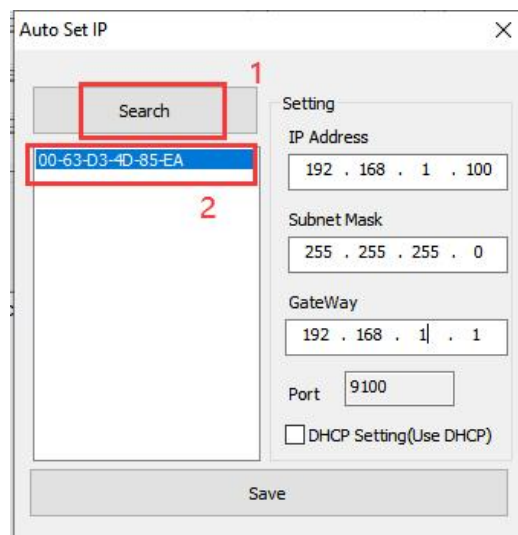 Auto Set IP
1
Search
00-63-D3-4D-85-EA
2
Setting
IP Address
192 . 168 . 1 . 100
Subnet Mask
255 . 255 . 255 . 0
GateWay
192 . 168 . 1 . 1
Port 9100
DHCP Setting(Use DHCP)
Save